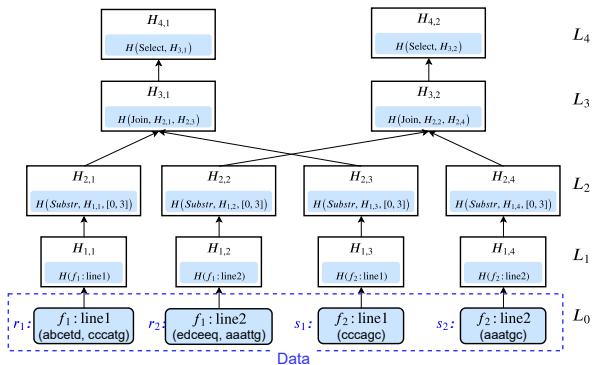 H4,1 H4,2 L4
H(Select, H3,1) H(Select, H3,2)
H3,1 H3,2 L3
H(Join, H2,1, H2,3) H(Join, H2,2, H2,4)
H2,1 H2,2 H2,3 H2,4 L2
H(Substr, H1,1, [0, 3]) H(Substr, H1,2, [0, 3]) H(Substr, H1,3, [0, 3]) H(Substr, H1,4, [0, 3])
H1,1 H1,2 H1,3 H1,4 L1
H(f1: line1) H(f1: line2) H(f2: line1) H(f2: line2)
r1: f1: line1 r2: f1: line2 s1: f2: line1 s2: f2: line2 L0
(abcetd, cccatg) (edceeq, aaattg) (cccagc) (aaatgc)
Data